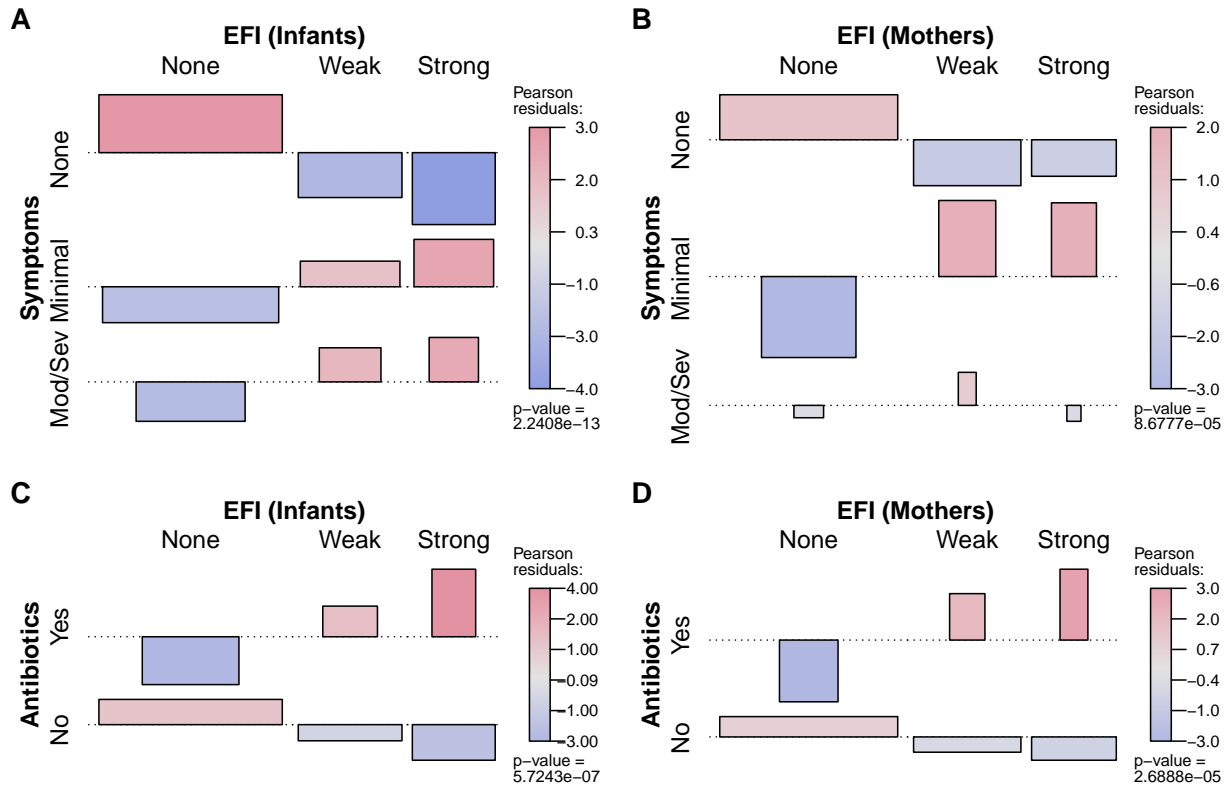 A
EFI (Infants)
None Weak Strong
Symptoms
None
Minimal
Mod/Sev
Pearson
residuals:
3.0
2.0
0.3
−1.0
−3.0
−4.0
p−value =
2.2408e−13
B
EFI (Mothers)
None Weak Strong
Symptoms
None
Minimal
Mod/Sev
Pearson
residuals:
2.0
1.0
0.4
−0.6
−2.0
−3.0
p−value =
8.6777e−05
C
EFI (Infants)
None Weak Strong
Antibiotics
Yes
No
Pearson
residuals:
4.00
2.00
1.00
−0.09
−1.00
−3.00
p−value =
5.7243e−07
D
EFI (Mothers)
None Weak Strong
Antibiotics
Yes
No
Pearson
residuals:
3.0
2.0
0.7
−0.4
−1.0
−3.0
p−value =
2.6888e−05